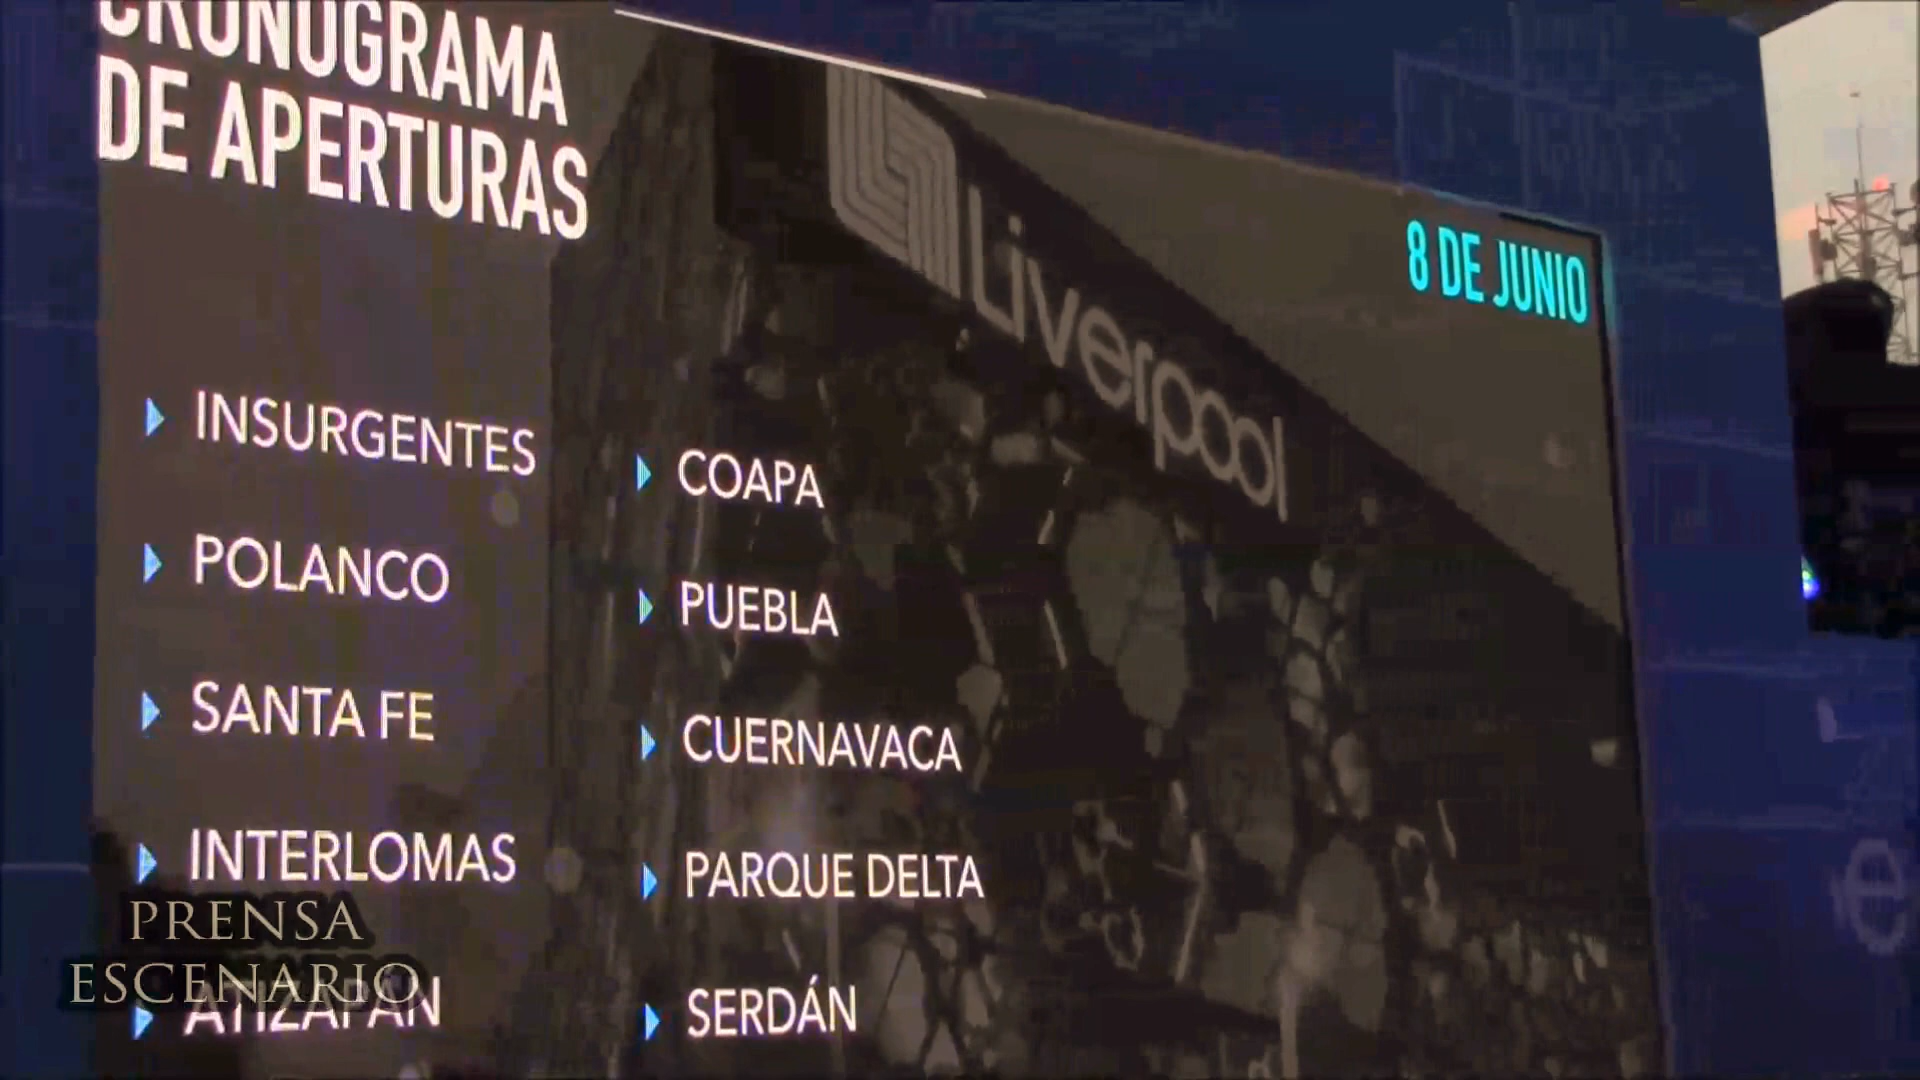 CRONOGRAMA
DE APERTURAS
Liverpool
8 DE JUNIO
INSURGENTES
POLANCO
SANTA FE
INTERLOMAS
ATIZAPÁN
COAPA
PUEBLA
CUERNAVACA
PARQUE DELTA
SERDÁN
PRENSA
ESCENARIO